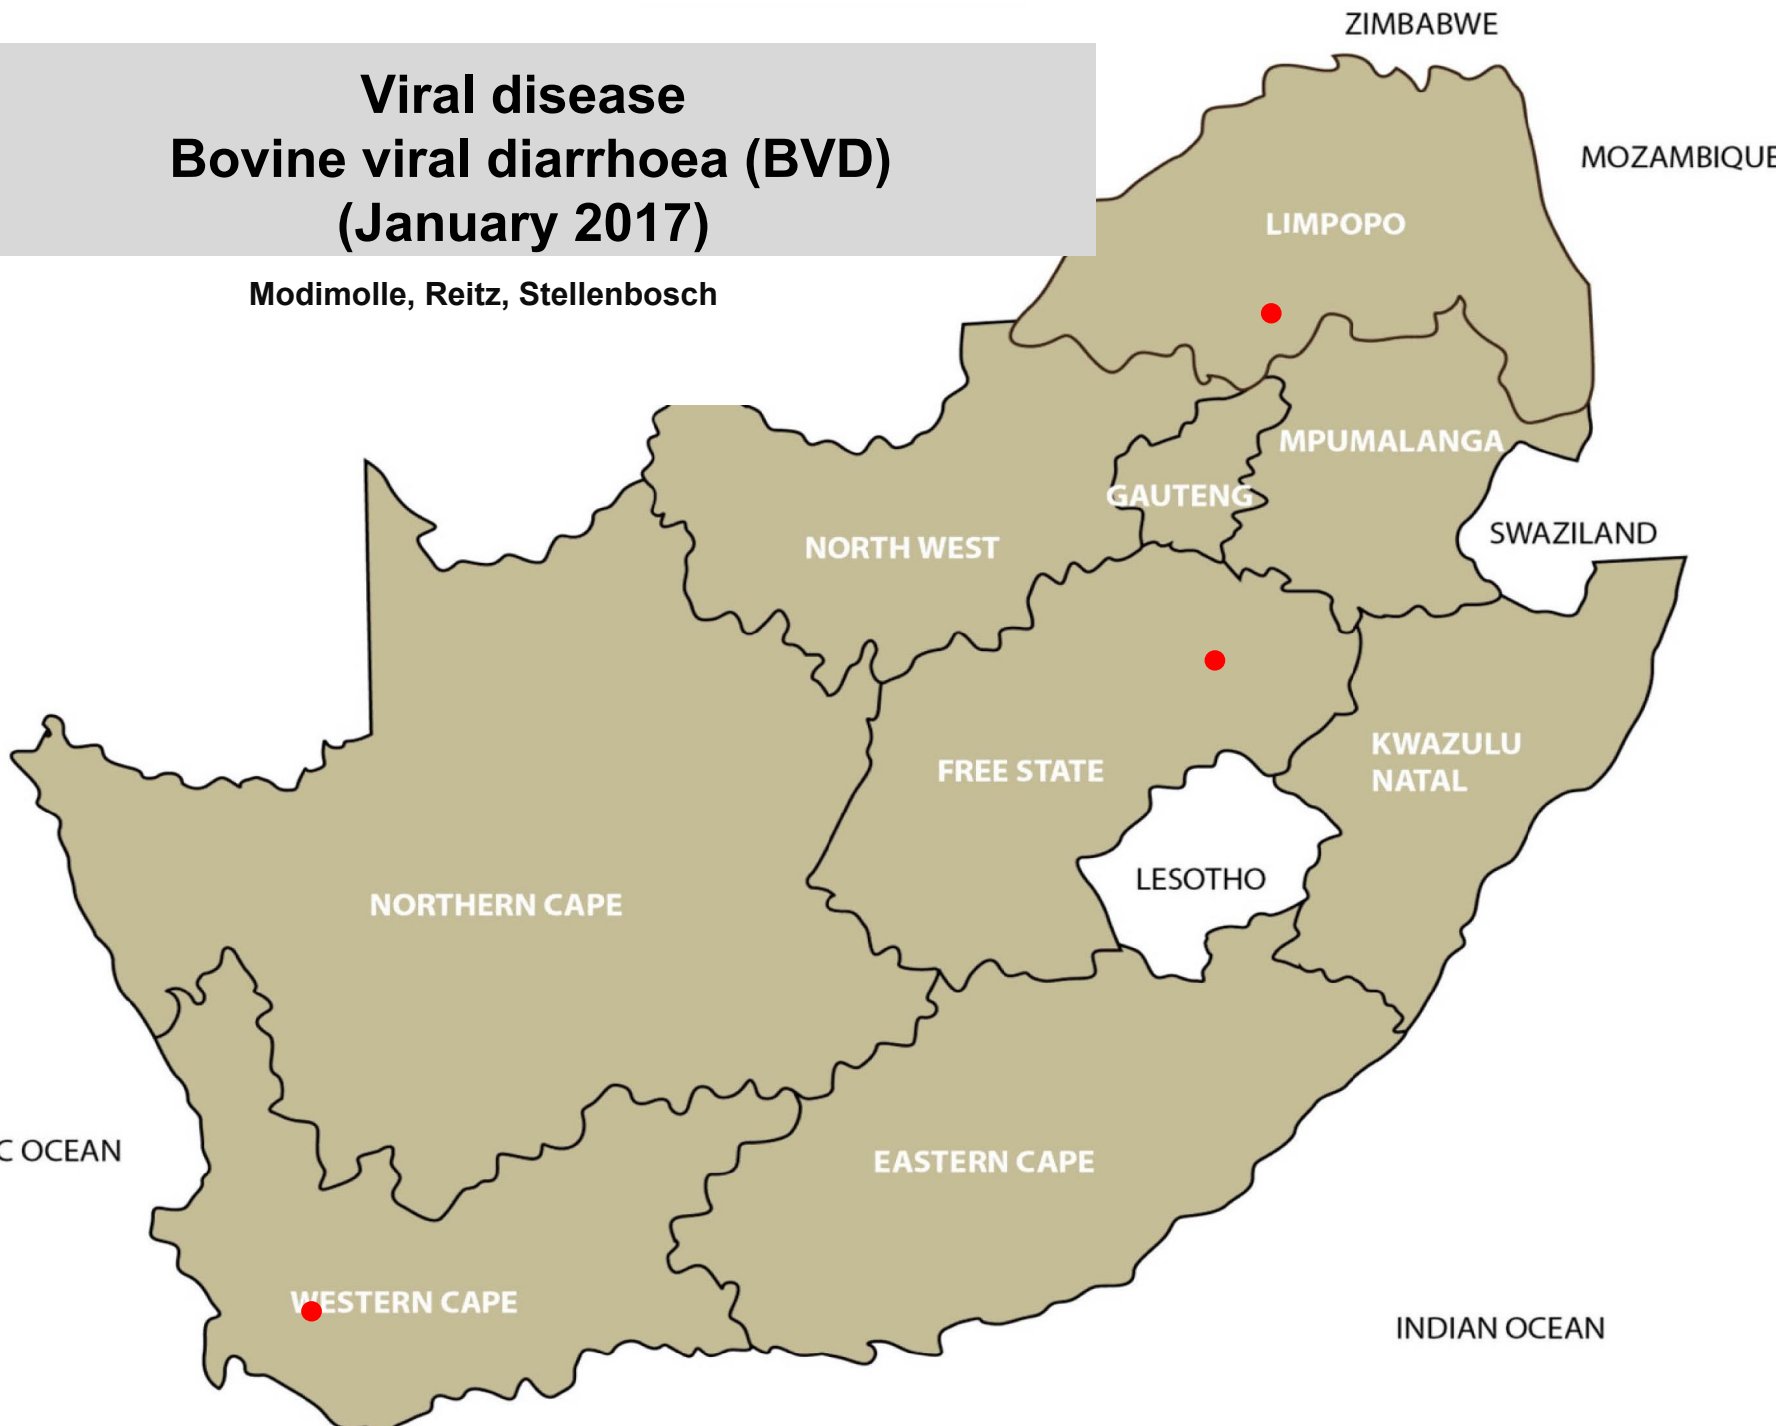 ZIMBABWE
Viral disease
Bovine viral diarrhoea (BVD)
(January 2017)
MOZAMBIQUE
LIMPOPO
Modimolle, Reitz, Stellenbosch
MPUMALANGA
GAUTENG
SWAZILAND
NORTH WEST
KWAZULU
NATAL
FREE STATE
LESOTHO
NORTHERN CAPE
C OCEAN
EASTERN CAPE
WESTERN CAPE
INDIAN OCEAN